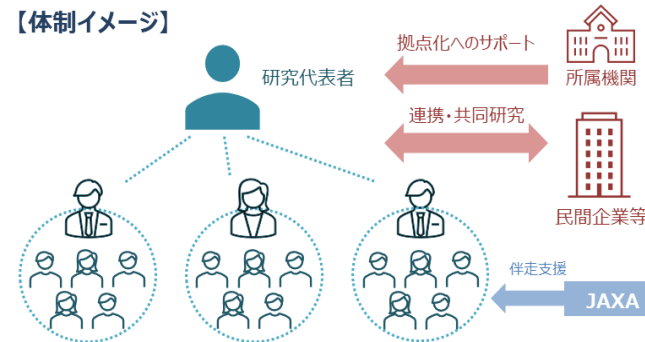 【体制イメージ】
拠点化へのサポート
研究代表者
所属機関
連携・共同研究
民間企業等
伴走支援
JAXA